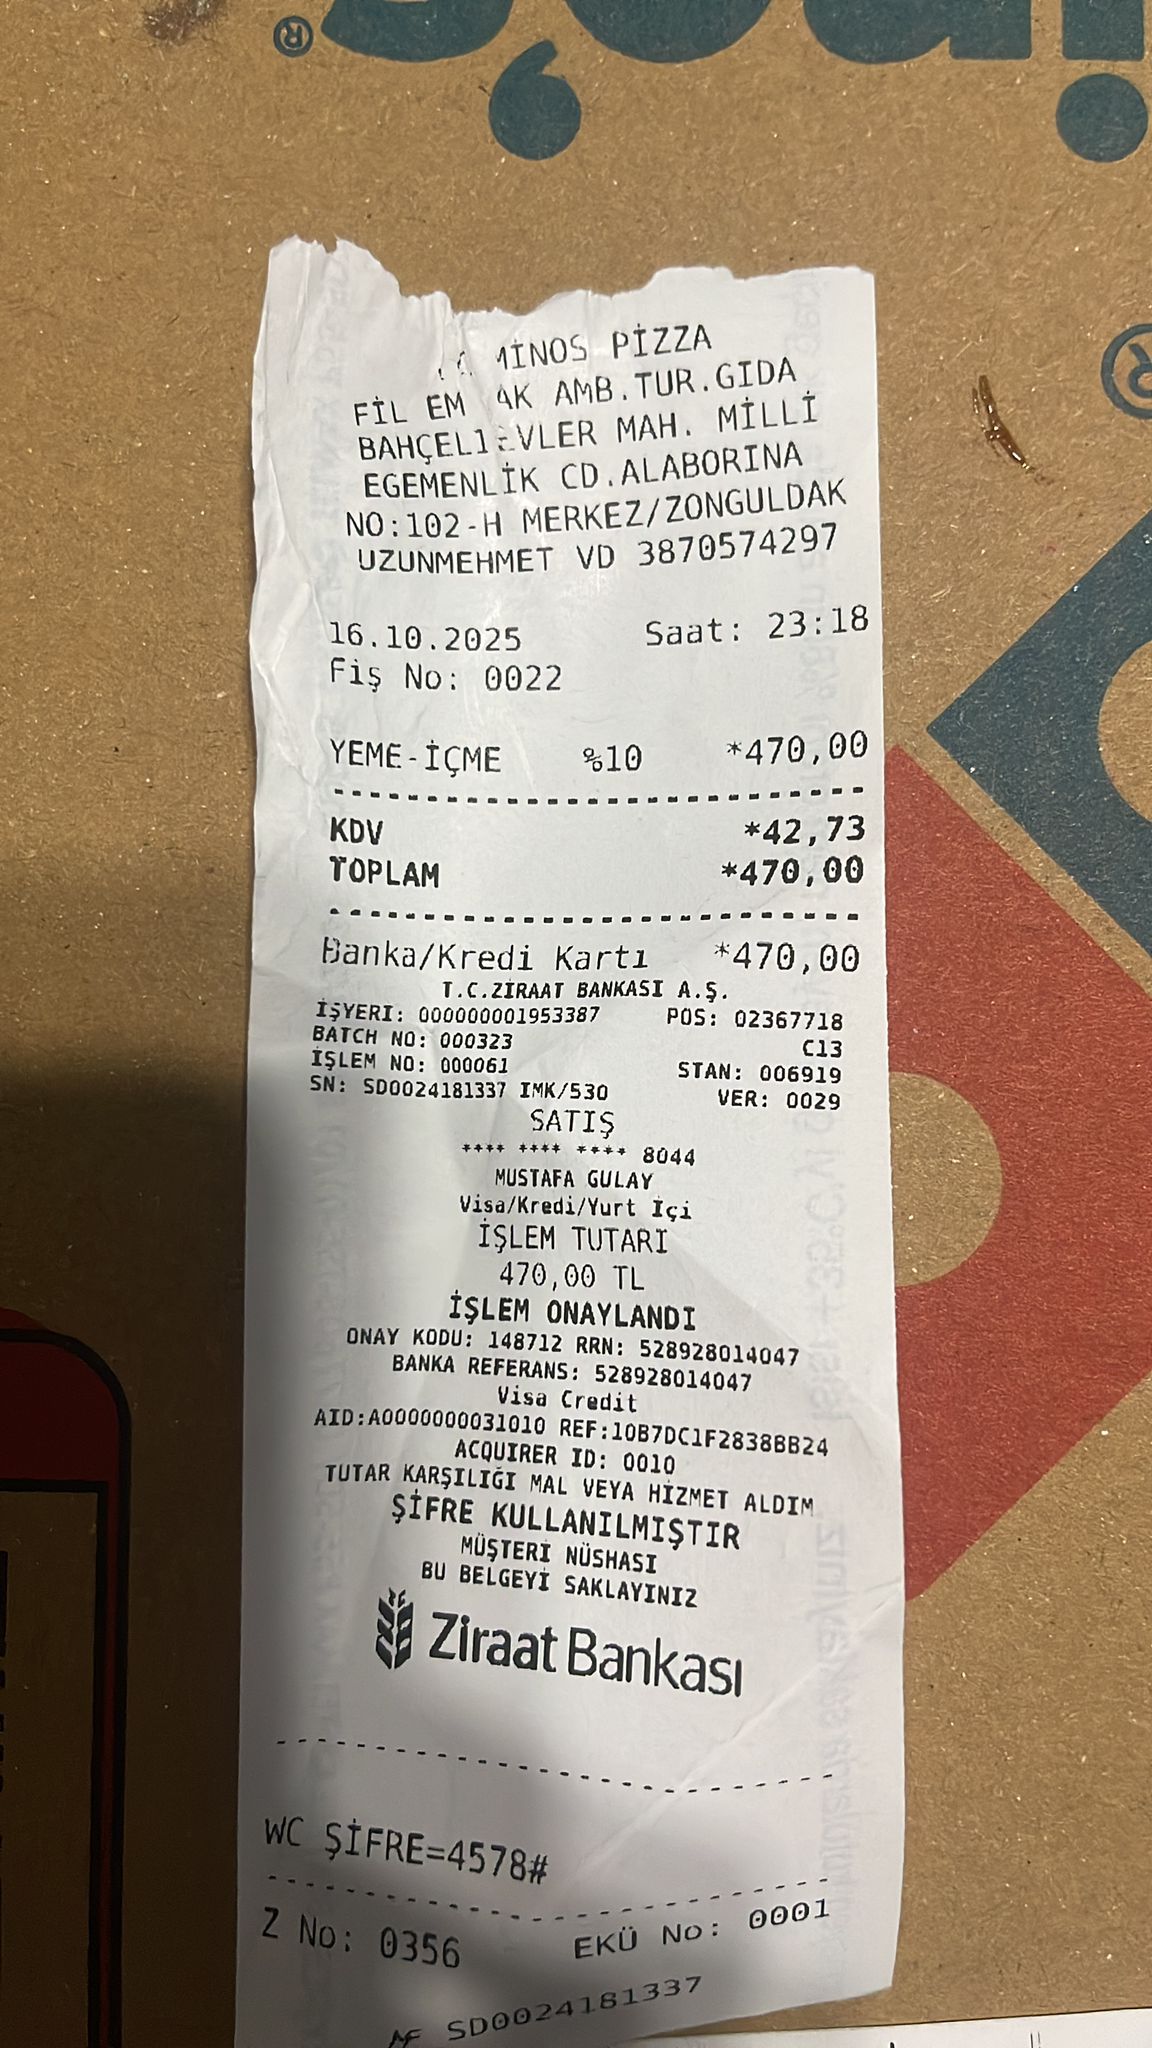 ®
MİNOS PİZZA
FİL EM AK AMB.TUR.GIDA
BAHÇELİEVLER MAH. MİLLİ
EGEMENLİK CD.ALABORINA
NO:102-H MERKEZ/ZONGULDAK
UZUNMEHMET VD 3870574297
16.10.2025 Saat: 23:18
Fiş No: 0022
YEME-İÇME %10 *470,00
KDV *42,73
TOPLAM *470,00
Banka/Kredi Kartı *470,00
T.C.ZİRAAT BANKASI A.Ş.
İŞYERI: 000000001953387 POS: 02367718
BATCH NO: 000323 C13
İŞLEM NO: 000061 STAN: 006919
SN: SD0024181337 IMK/530 VER: 0029
SATIŞ
**** **** **** 8044
MUSTAFA GULAY
Visa/Kredi/Yurt İçi
İŞLEM TUTARI
470,00 TL
İŞLEM ONAYLANDI
ONAY KODU: 148712 RRN: 528928014047
BANKA REFERANS: 528928014047
Visa Credit
AID:A0000000031010 REF:10B7DC1F2838BB24
ACQUIRER ID: 0010
TUTAR KARŞILIĞI MAL VEYA HİZMET ALDIM
ŞİFRE KULLANILMIŞTIR
MÜŞTERİ NÜSHASI
BU BELGEYİ SAKLAYINIZ
Ziraat Bankası
WC ŞİFRE=4578#
Z No: 0356 EKÜ No: 0001
SD0024181337
®